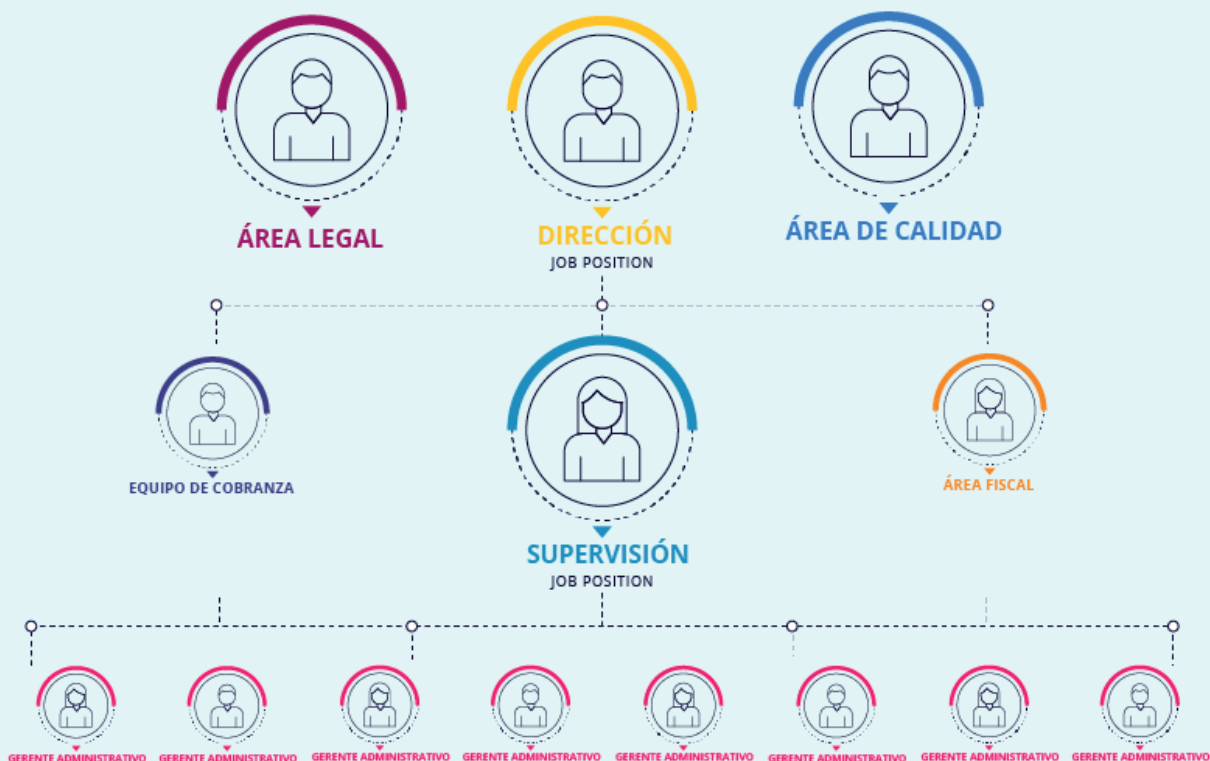 ÁREA LEGAL
DIRECCIÓN
JOB POSITION
ÁREA DE CALIDAD
EQUIPO DE COBRANZA
ÁREA FISCAL
SUPERVISIÓN
JOB POSITION
GERENTE ADMINISTRATIVO
GERENTE ADMINISTRATIVO
GERENTE ADMINISTRATIVO
GERENTE ADMINISTRATIVO
GERENTE ADMINISTRATIVO
GERENTE ADMINISTRATIVO
GERENTE ADMINISTRATIVO
GERENTE ADMINISTRATIVO